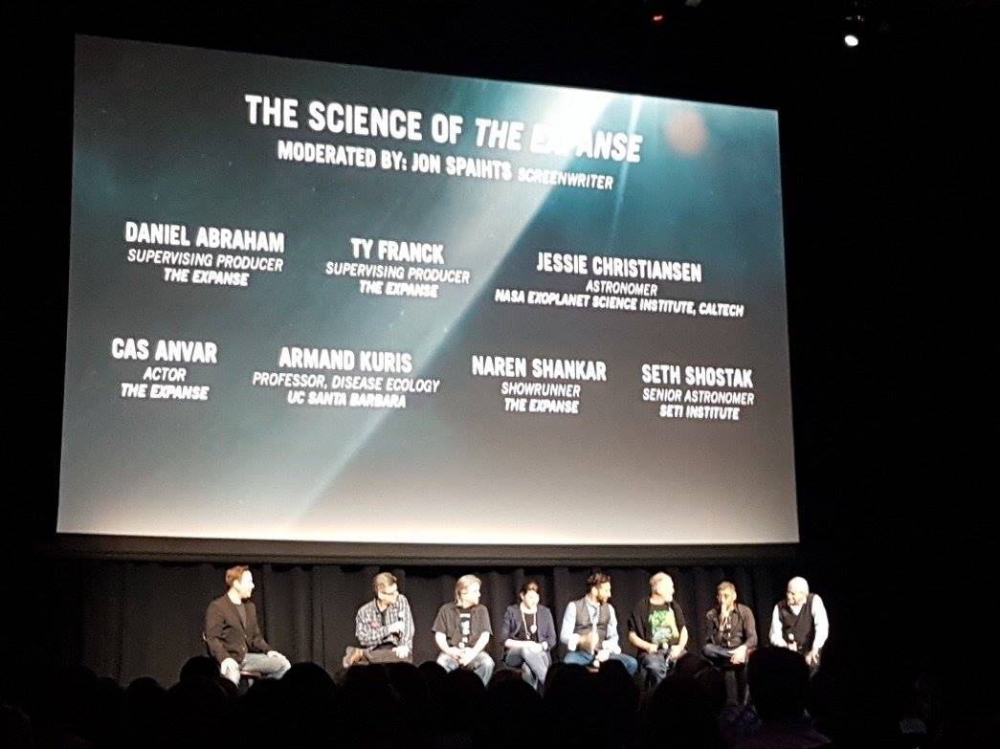 THE SCIENCE OF THE EXPANSE
MODERATED BY: JON SPAIHTS SCREENWRITER
DANIEL ABRAHAM
SUPERVISING PRODUCER
THE EXPANSE
TY FRANCK
SUPERVISING PRODUCER
THE EXPANSE
JESSIE CHRISTIANSEN
ASTRONOMER
NASA EXOPLANET SCIENCE INSTITUTE, CALTECH
CAS ANVAR
ACTOR
THE EXPANSE
ARMAND KURIS
PROFESSOR, DISEASE ECOLOGY
UC SANTA BARBARA
NAREN SHANKAR
SHOWRUNNER
THE EXPANSE
SETH SHOSTAK
SENIOR ASTRONOMER
SETI INSTITUTE